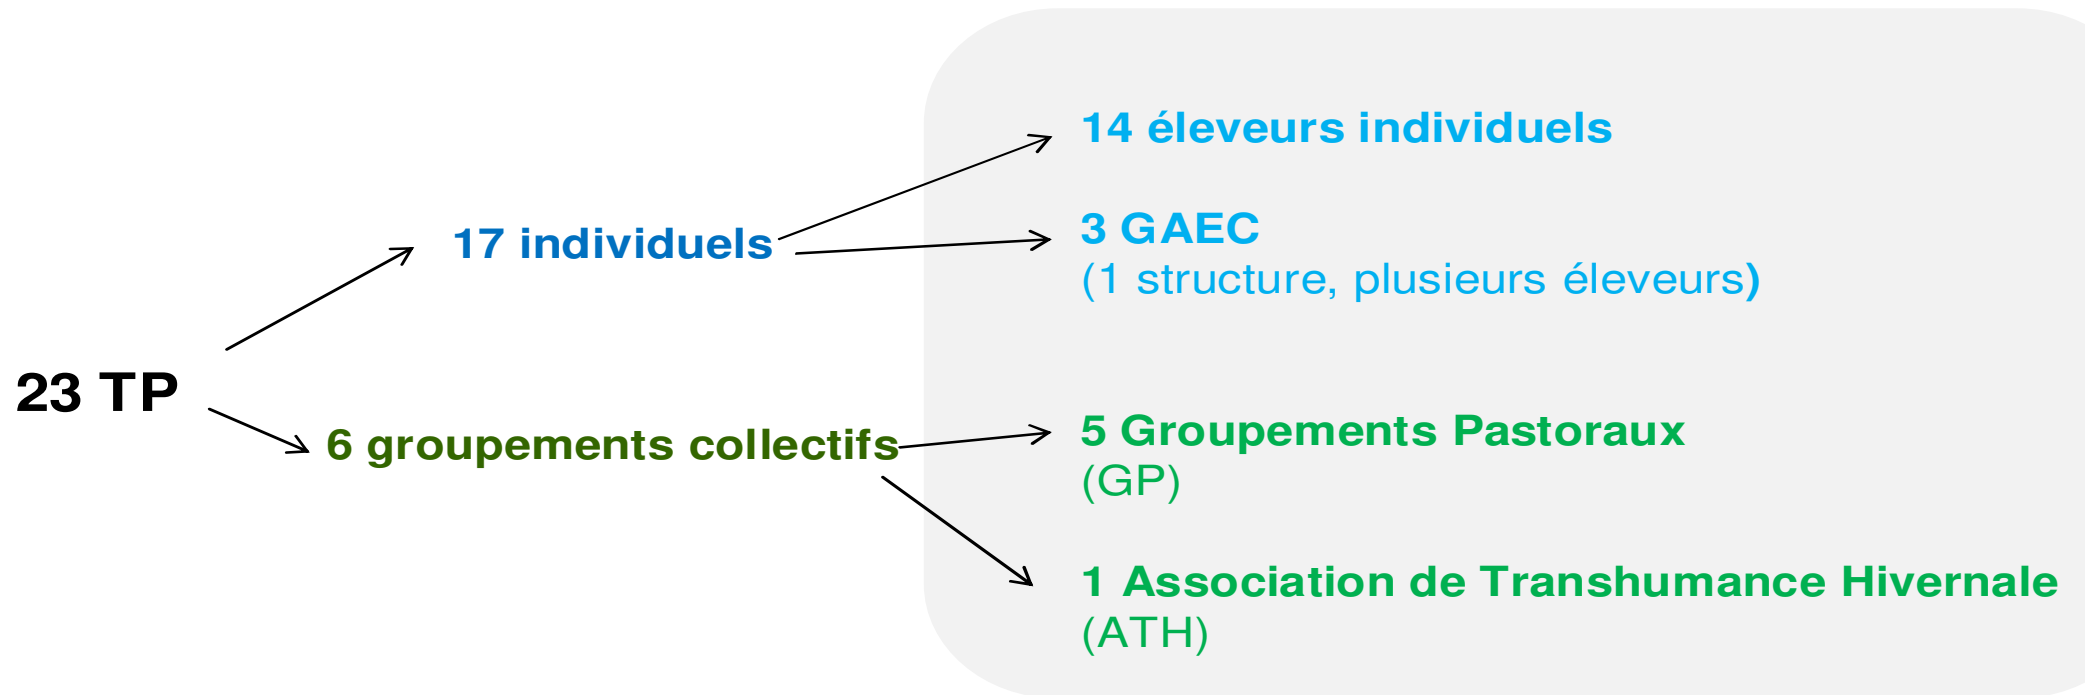 14 éleveurs individuels
3 GAEC
17 individuels
(1 structure, plusieurs éleveurs)
23 TP
6 groupements collectifs
5 Groupements Pastoraux
(GP)
1 Association de Transhumance Hivernale
(ATH)